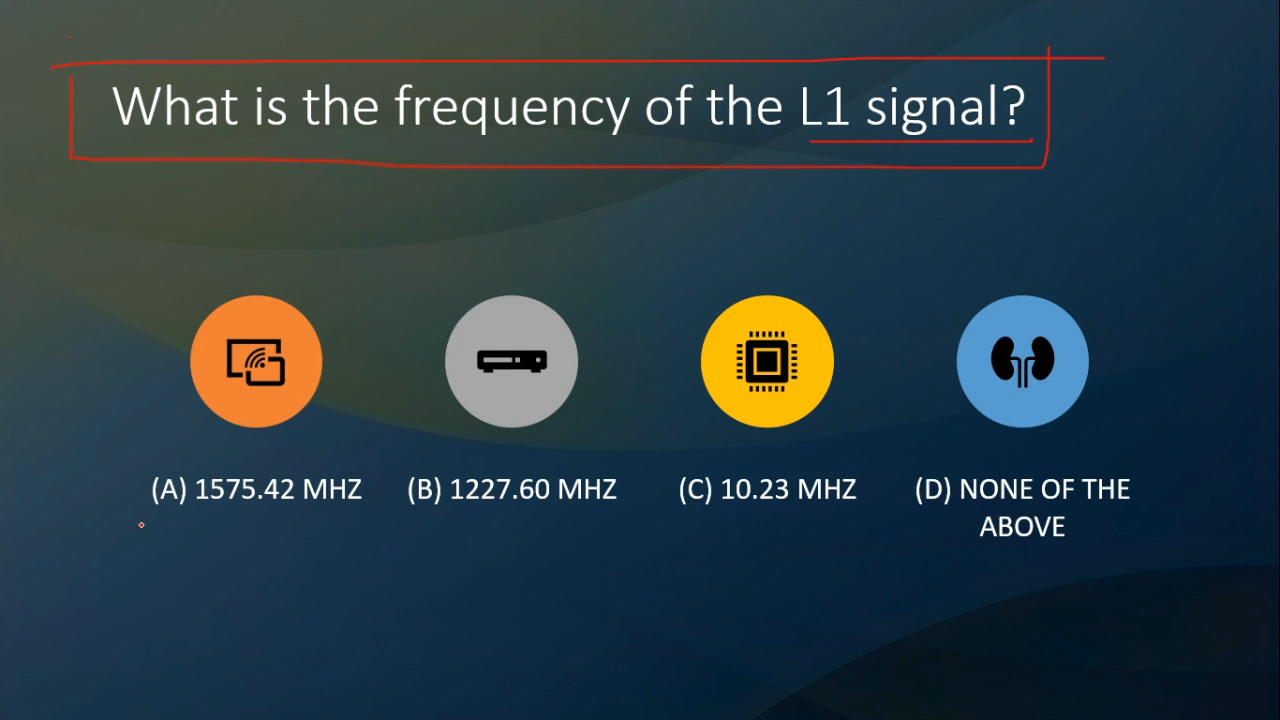 What is the frequency of the L1 signal?
(A) 1575.42 MHZ
(B) 1227.60 MHZ
(C) 10.23 MHZ
(D) NONE OF THE
ABOVE